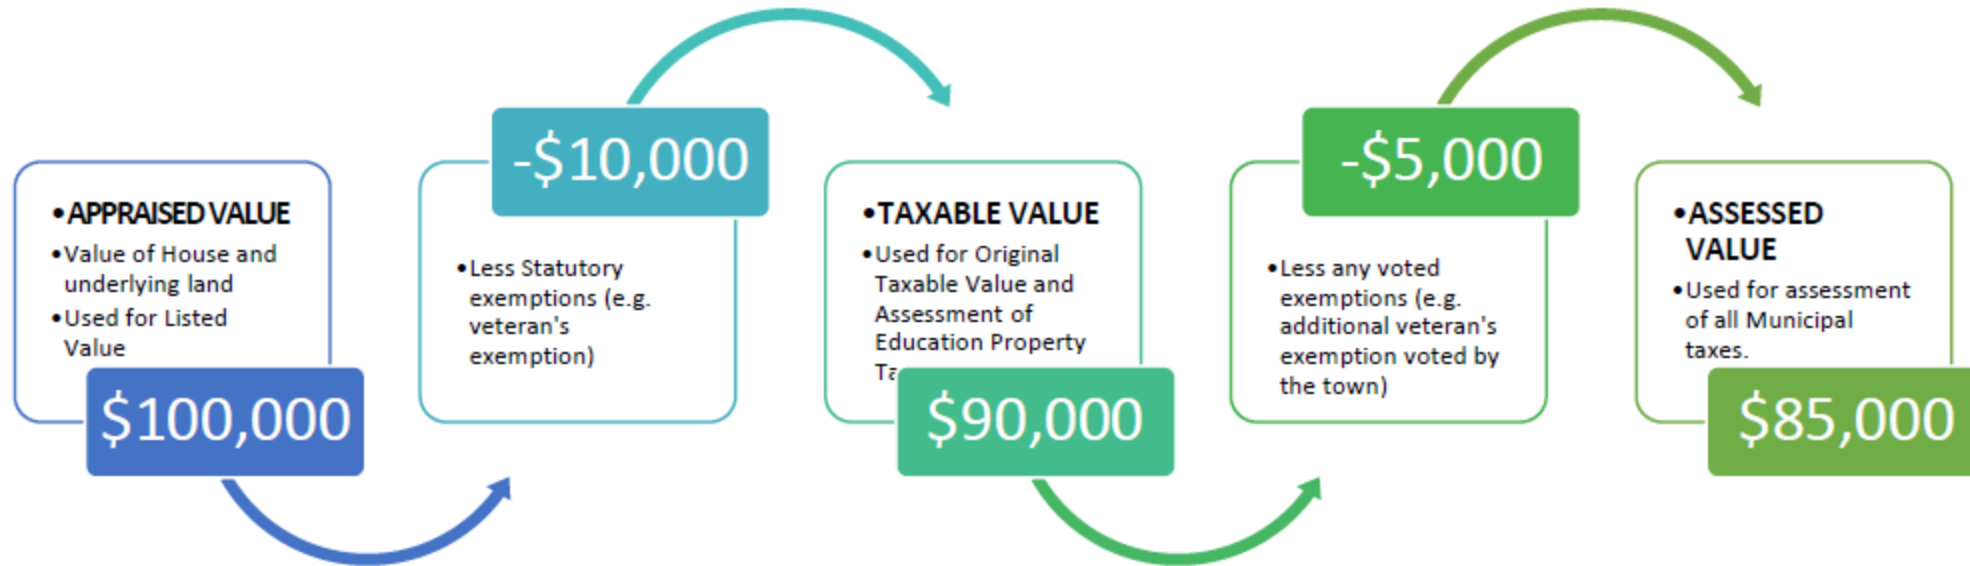 •APPRAISED VALUE
•Value of House and
underlying land
•Used for Listed
Value
$100,000
-$10,000
•Less Statutory
exemptions (e.g.
veteran's
exemption)
•TAXABLE VALUE
•Used for Original
Taxable Value and
Assessment of
Education Property
$90,000
-$5,000
•Less any voted
exemptions (e.g.
additional veteran's
exemption voted by
the town)
•ASSESSED
VALUE
•Used for assessment
of all Municipal
taxes.
$85,000